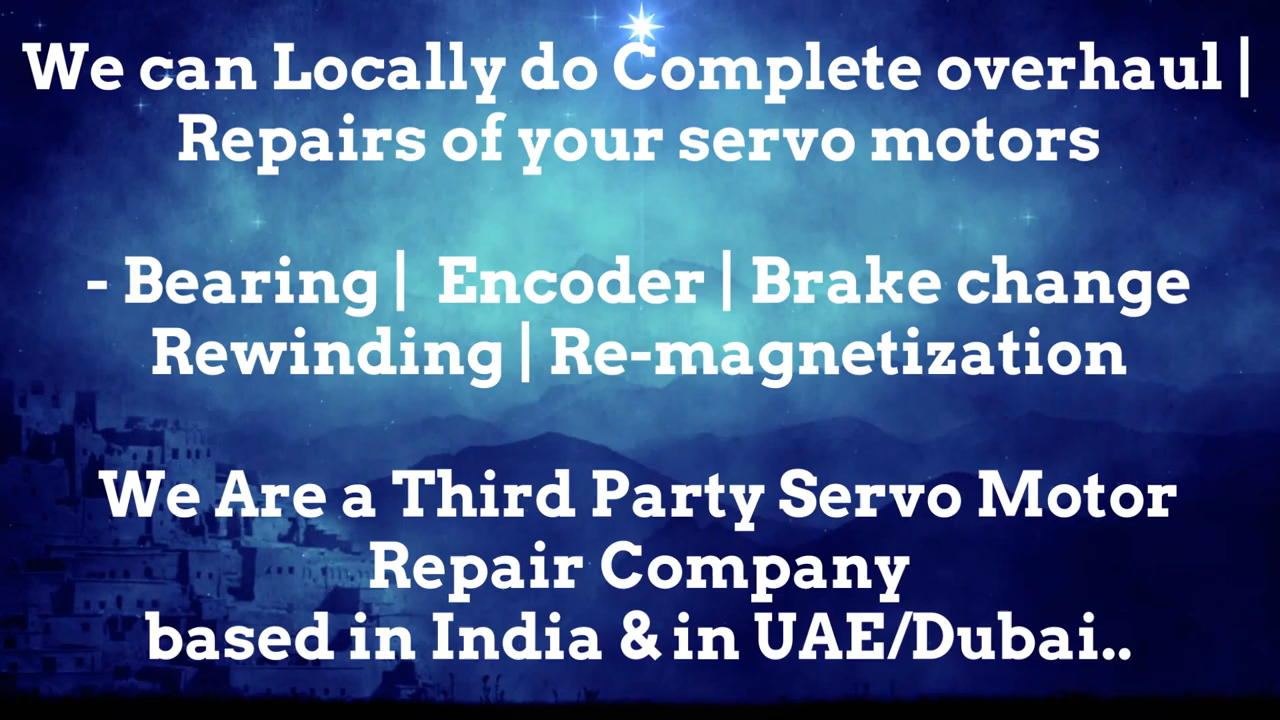 We can Locally do Complete overhaul |
Repairs of your servo motors
- Bearing | Encoder | Brake change
Rewinding | Re-magnetization
We Are a Third Party Servo Motor
Repair Company
based in India & in UAE/Dubai..